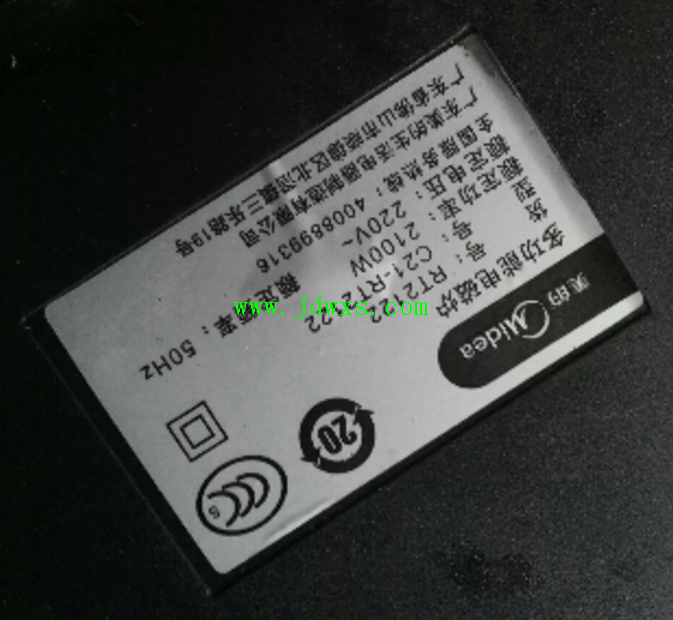 美的 Midea
多功能电磁炉
货号：RT2122
型号：C21-RT2122
额定功率：2100W
额定电压：220V~ 额定频率：50Hz
全国服务热线：4008899316
广东美的生活电器制造有限公司
广东省佛山市顺德区北滘镇三乐路19号
20
S
www.jdwxs.com